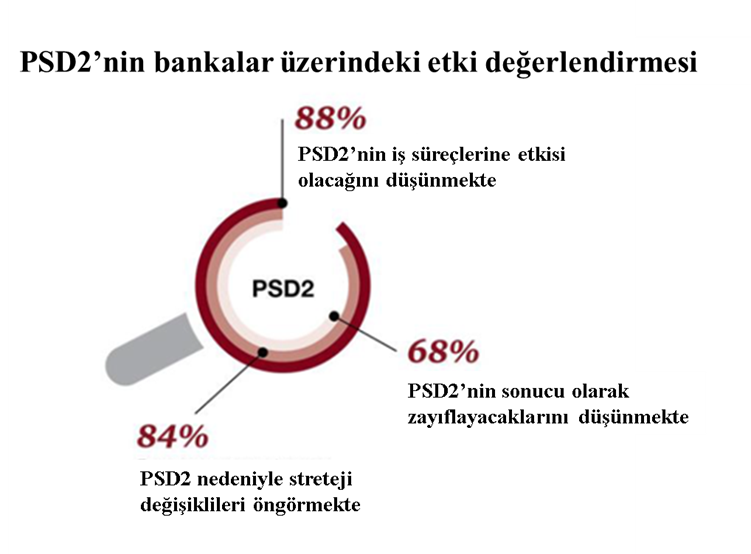 PSD2’nin bankalar üzerindeki etki değerlendirmesi
88%
PSD2’nin iş süreçlerine etkisi
olacağını düşünmekte
PSD2
68%
PSD2’nin sonucu olarak
zayıflayacaklarını düşünmekte
84%
PSD2 nedeniyle streteji
değişiklileri öngörmekte